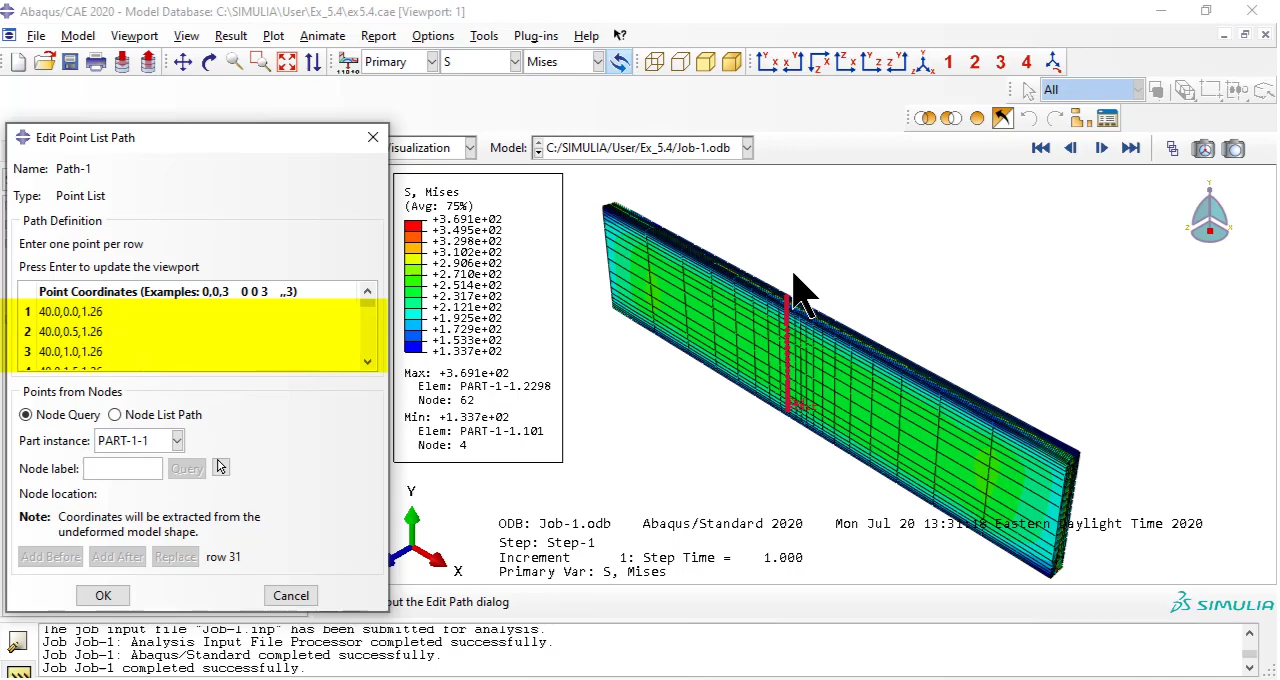 Abaqus/CAE 2020 - Model Database: C:\SIMULIA\User\Ex_5.4\ex5.4.cae [Viewport: 1]
File Model Viewport View Result Plot Animate Report Options Tools Plug-ins Help
Primary S Mises 1 2 3 4
All
Edit Point List Path
isualization Model: C:/SIMULIA/User/Ex_5.4/Job-1.odb
Name: Path-1
Type: Point List
Path Definition
Enter one point per row
Press Enter to update the viewport
Point Coordinates (Examples: 0,0,3 0 0 3 ,,3)
1 40.0,0.0,1.26
2 40.0,0.5,1.26
3 40.0,1.0,1.26
Points from Nodes
Node Query Node List Path
Part instance: PART-1-1
Node label: Query
Node location:
Note: Coordinates will be extracted from the
undeformed model shape.
Add Before Add After Replace row 31
OK Cancel
S, Mises
(Avg: 75%)
+3.691e+02
+3.495e+02
+3.298e+02
+3.102e+02
+2.906e+02
+2.710e+02
+2.514e+02
+2.317e+02
+2.121e+02
+1.925e+02
+1.729e+02
+1.533e+02
+1.337e+02
Max: +3.691e+02
Elem: PART-1-1.2298
Node: 62
Min: +1.337e+02
Elem: PART-1-1.101
Node: 4
Y
X
Y
Z
X
ODB: Job-1.odb Abaqus/Standard 2020 Mon Jul 20 13:31:18 Eastern Daylight Time 2020
Step: Step-1
Increment 1: Step Time = 1.000
Primary Var: S, Mises
out the Edit Path dialog
SIMULIA
The job input file "Job-1.inp" has been submitted for analysis.
Job Job-1: Analysis Input File Processor completed successfully.
Job Job-1: Abaqus/Standard completed successfully.
Job Job-1 completed successfully.